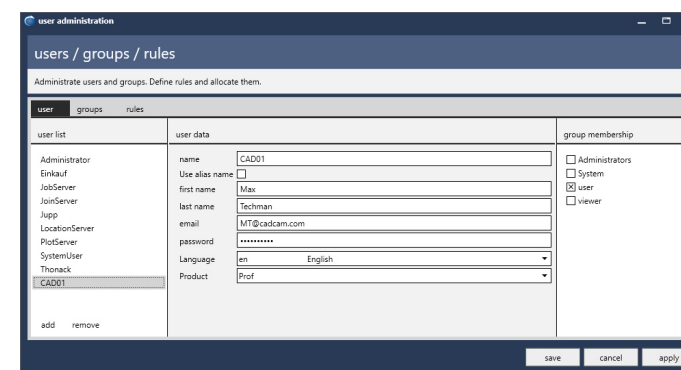 user administration
users / groups / rules
Administrate users and groups. Define rules and allocate them.
user groups rules
user list
Administrator
Einkauf
JobServer
JoinServer
Jupp
LocationServer
PlotServer
SystemUser
Thonack
CAD01
add remove
user data
name CAD01
Use alias name
first name Max
last name Techman
email MT@cadcam.com
password ••••••••••
Language en English
Product Prof
group membership
Administrators
System
user
viewer
save cancel apply